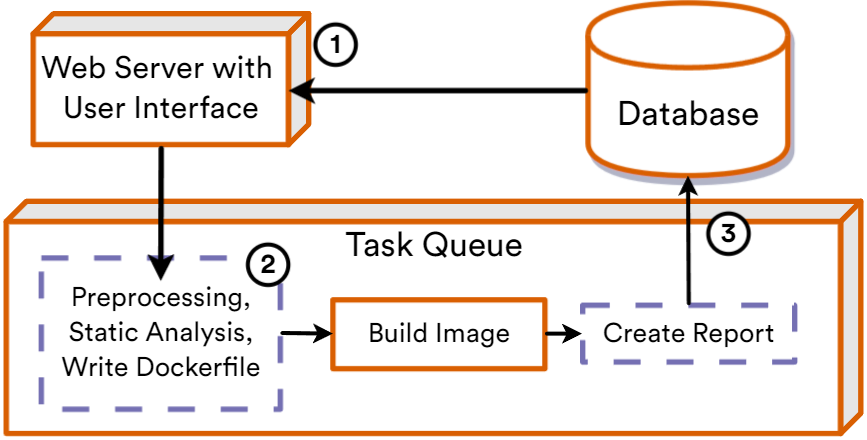 1
Web Server with
User Interface
Database
Task Queue
3
2
Preprocessing,
Static Analysis,
Write Dockerfile
Build Image
Create Report